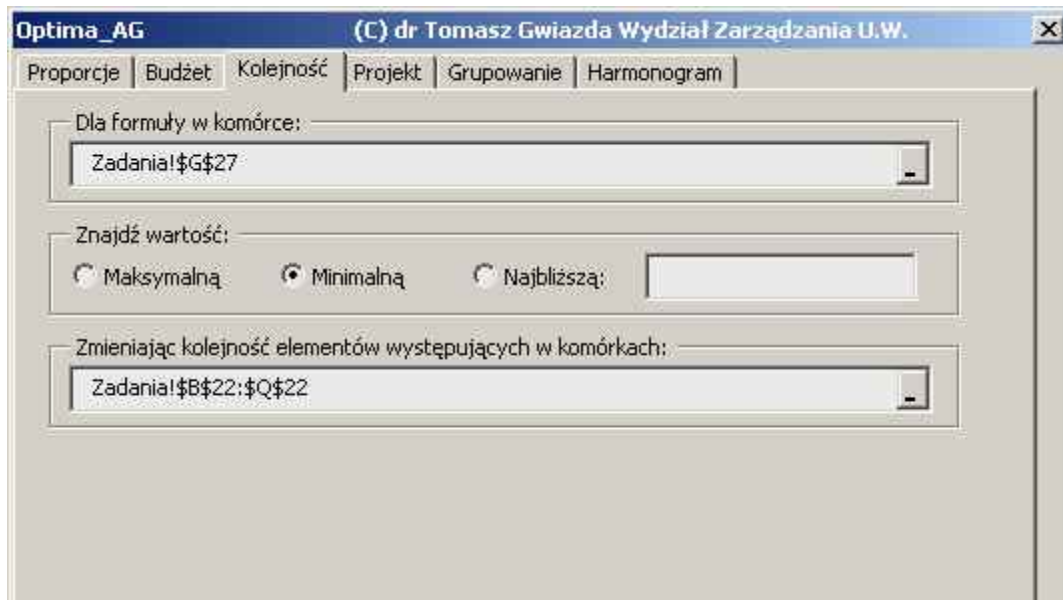 Optima_AG (C) dr Tomasz Gwiazda Wydział Zarządzania U.W.
Proporcje Budżet Kolejność Projekt Grupowanie Harmonogram
Dla formuły w komórce:
Zadania!$G$27
Znajdź wartość:
Maksymalną Minimalną Najbliższą:
Zmieniając kolejność elementów występujących w komórkach:
Zadania!$B$22:$Q$22